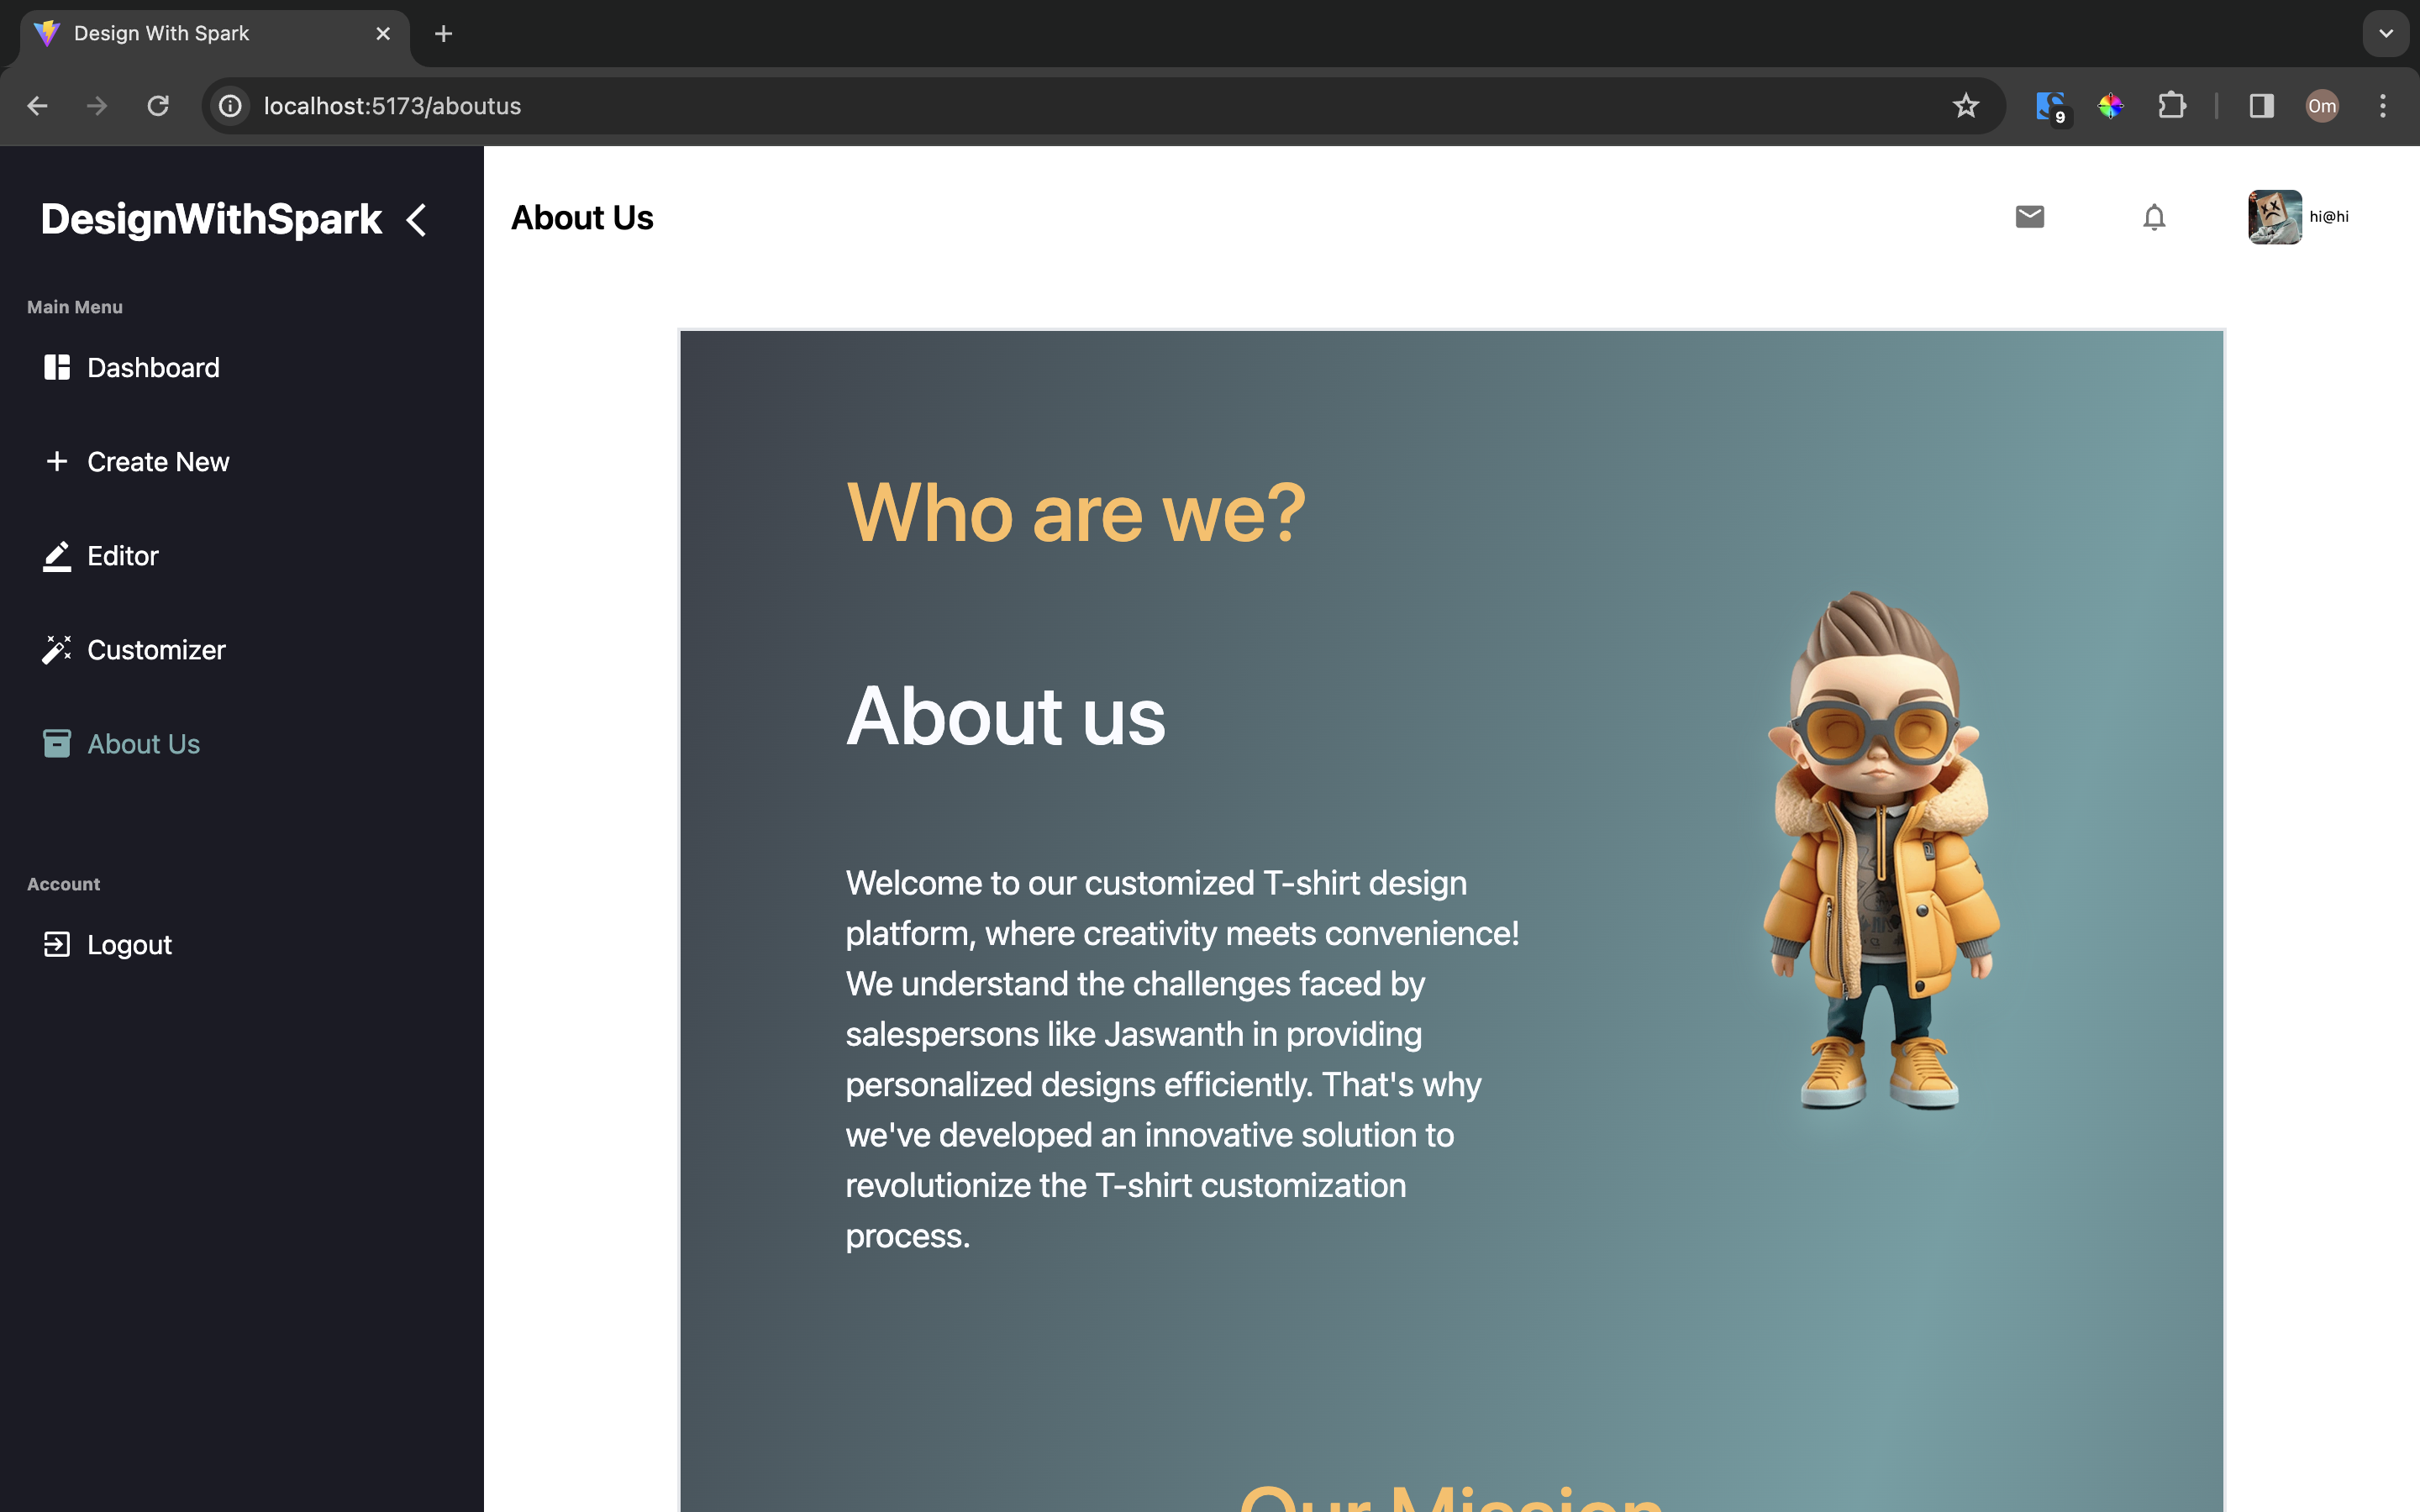 Design With Spark
localhost:5173/aboutus
9
Om
DesignWithSpark
About Us
hi@hi
Main Menu
Dashboard
Create New
Editor
Customizer
About Us
Account
Logout
Who are we?
About us
Welcome to our customized T-shirt design
platform, where creativity meets convenience!
We understand the challenges faced by
salespersons like Jaswanth in providing
personalized designs efficiently. That's why
we've developed an innovative solution to
revolutionize the T-shirt customization
process.
Our Mission